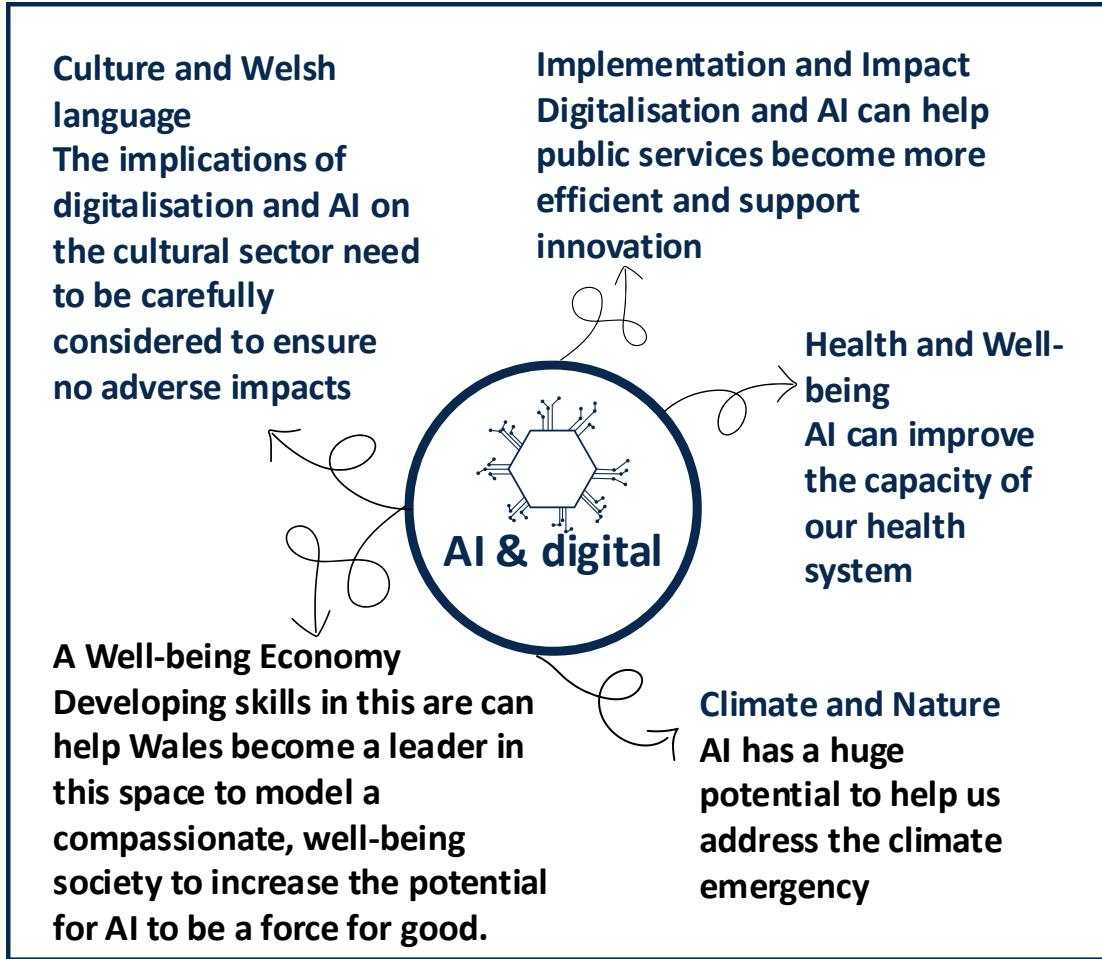 Culture and Welsh
language
The implications of
digitalisation and AI on
the cultural sector need
to be carefully
considered to ensure
no adverse impacts
Implementation and Impact
Digitalisation and AI can help
public services become more
efficient and support
innovation
Health and Well-
being
AI can improve
the capacity of
our health
system
AI & digital
A Well-being Economy
Developing skills in this are can
help Wales become a leader in
this space to model a
compassionate, well-being
society to increase the potential
for AI to be a force for good.
Climate and Nature
AI has a huge
potential to help us
address the climate
emergency